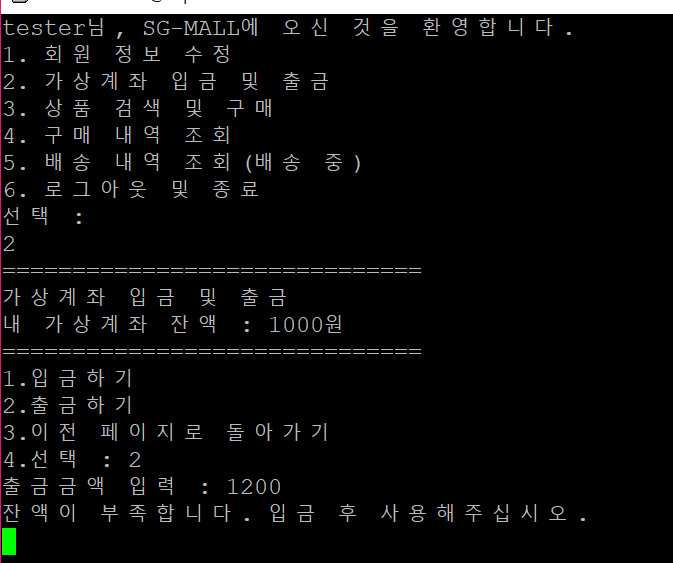 tester님, SG-MALL에 오신 것을 환영합니다.
1. 회원 정보 수정
2. 가상계좌 입금 및 출금
3. 상품 검색 및 구매
4. 구매 내역 조회
5. 배송 내역 조회(배송 중)
6. 로그아웃 및 종료
선택 :
2
==============================
가상계좌 입금 및 출금
내 가상계좌 잔액 : 1000원
==============================
1.입금하기
2.출금하기
3.이전 페이지로 돌아가기
4.선택 : 2
출금금액 입력 : 1200
잔액이 부족합니다. 입금 후 사용해주십시오.